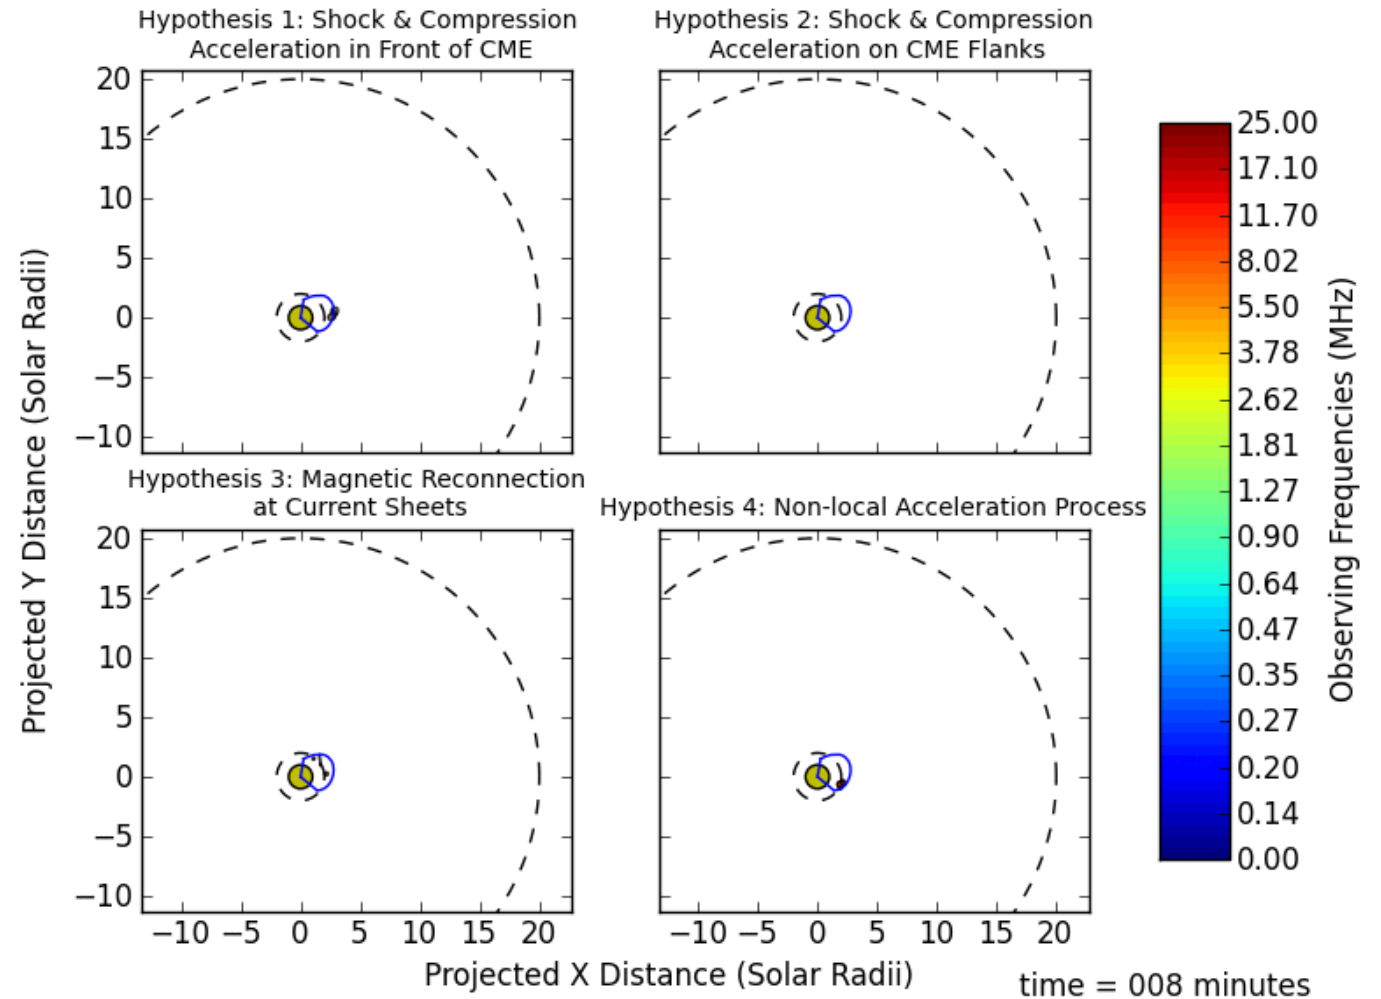 Hypothesis 1: Shock & Compression
Acceleration in Front of CME
Hypothesis 2: Shock & Compression
Acceleration on CME Flanks
20
15
10
5
0
−5
−10
Hypothesis 3: Magnetic Reconnection
at Current Sheets
Hypothesis 4: Non-local Acceleration Process
20
15
10
5
0
−5
−10
−10 −5 0 5 10 15 20
−10 −5 0 5 10 15 20
Projected X Distance (Solar Radii)
Projected Y Distance (Solar Radii)
25.00
17.10
11.70
8.02
5.50
3.78
2.62
1.81
1.27
0.90
0.64
0.47
0.35
0.27
0.20
0.14
0.00
Observing Frequencies (MHz)
time = 008 minutes